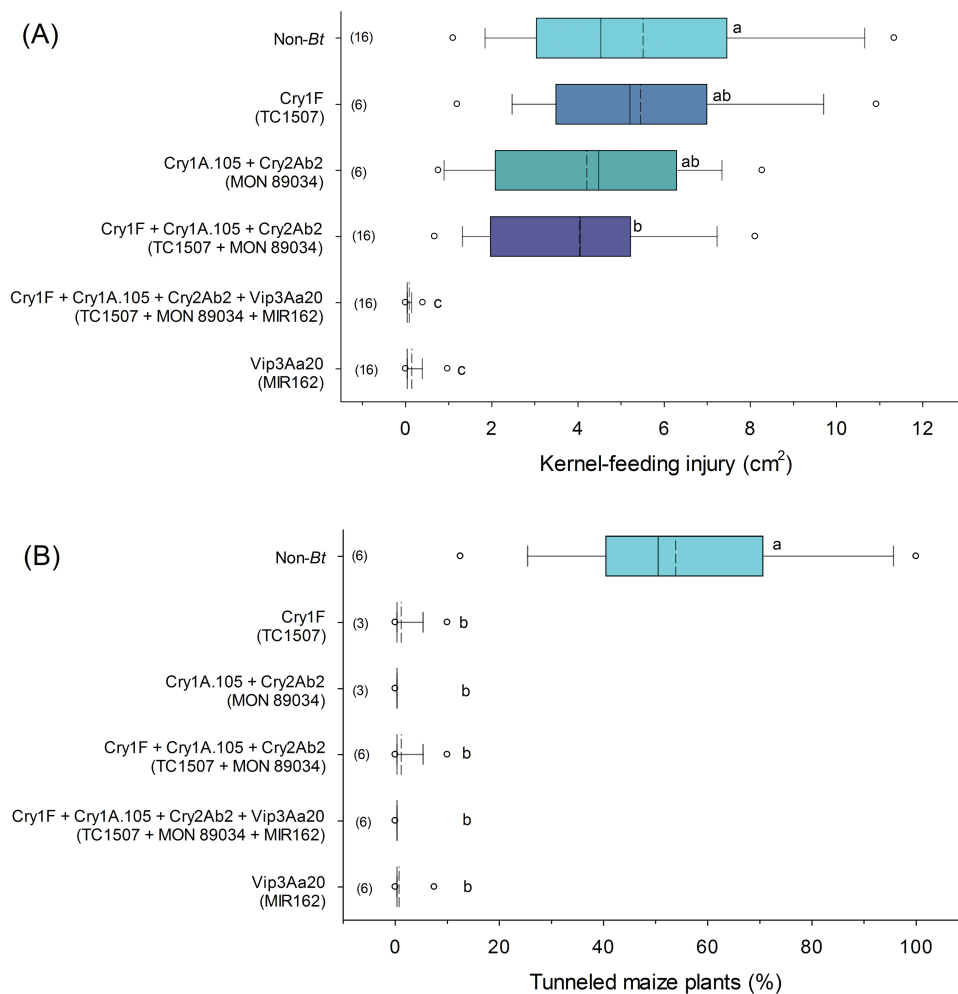 (A)
Non-Bt
(16)
a
Cry1F
(TC1507)
(6)
ab
Cry1A.105 + Cry2Ab2
(MON 89034)
(6)
ab
Cry1F + Cry1A.105 + Cry2Ab2
(TC1507 + MON 89034)
(16)
b
Cry1F + Cry1A.105 + Cry2Ab2 + Vip3Aa20
(TC1507 + MON 89034 + MIR162)
(16)
c
Vip3Aa20
(MIR162)
(16)
c
0 2 4 6 8 10 12
Kernel-feeding injury (cm²)
(B)
Non-Bt
(6)
a
Cry1F
(TC1507)
(3)
b
Cry1A.105 + Cry2Ab2
(MON 89034)
(3)
b
Cry1F + Cry1A.105 + Cry2Ab2
(TC1507 + MON 89034)
(6)
b
Cry1F + Cry1A.105 + Cry2Ab2 + Vip3Aa20
(TC1507 + MON 89034 + MIR162)
(6)
b
Vip3Aa20
(MIR162)
(6)
b
0 20 40 60 80 100
Tunneled maize plants (%)